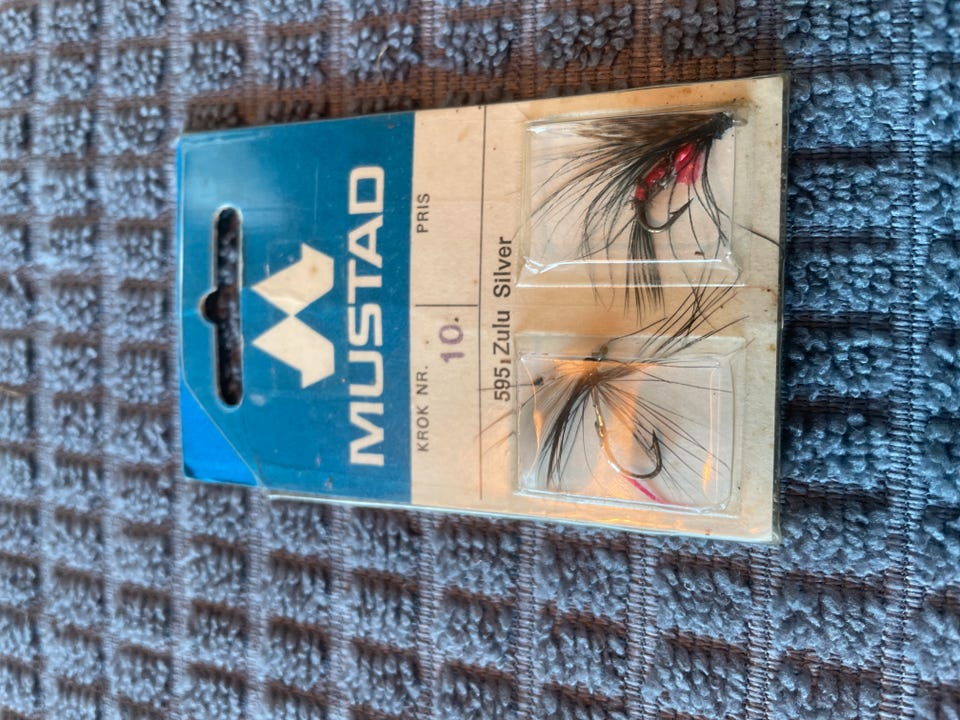 MUSTAD
KROK NR. PRIS
10.
595, Zulu Silver